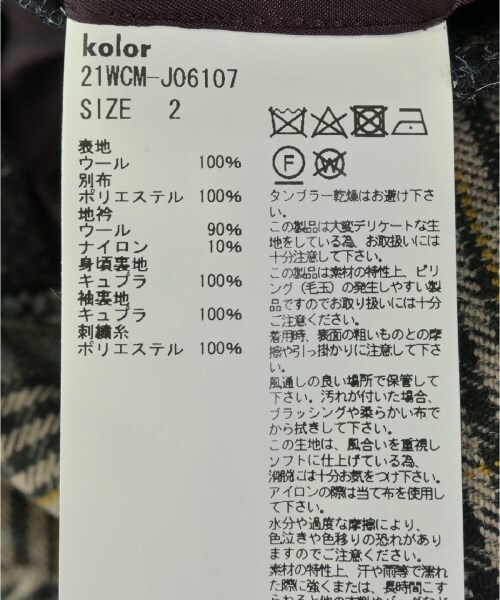 kolor
21WCM-J06107
SIZE 2
表地
ウール 100%
別布
ポリエステル 100%
地衿
ウール 90%
ナイロン 10%
身頃裏地
キュプラ 100%
袖裏地
キュプラ 100%
刺繍糸
ポリエステル 100%
F
W
タンブラー乾燥はお避け下さ
い。
この製品は大変デリケートな生
地をしている為、お取扱いには
十分注意して下さい。
この製品は素材の特性上、ピリ
ング(毛玉)の発生しやすい製
品ですのでお取り扱いには十分
ご注意ください。
着用時、表面の粗いものとの摩
擦や引っ掛かりに注意して下さ
い。
風通しの良い場所で保管して
下さい。汚れが付いた場合、
ブラッシングや柔らかい布で
から拭きして下さい。
この生地は、風合いを重視し
ソフトに仕上げている為、
消脱には十分お気をつけ下さい。
アイロンの際は当て布を使用し
て下さい。
水分や過度な摩擦により、
色泣きや色移りの恐れがあり
ますのでご注意ください。
素材の特性上、汗や雨等で濡れ
た際に強くまたは、長時間こす